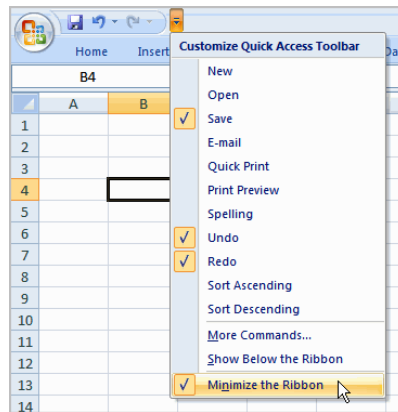 Customize Quick Access Toolbar
Home Insert Da
B4
New
A B
Open
1 Save
2 E-mail
3 Quick Print
4 Print Preview
5 Spelling
6 Undo
7 Redo
8 Sort Ascending
9 Sort Descending
10
11 More Commands...
12 Show Below the Ribbon
13 Minimize the Ribbon
14